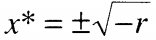 x* = ±√−r